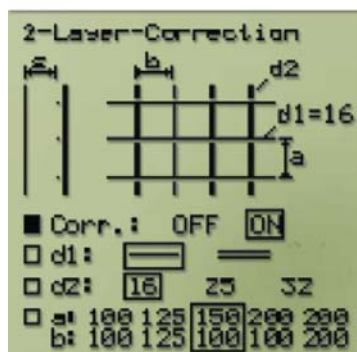 2-Layer-Correction
s b d2
d1=16
a
Corr.: OFF ON
d1:
d2: 16 25 32
a: 100 125 150 200 200
b: 100 125 100 100 200